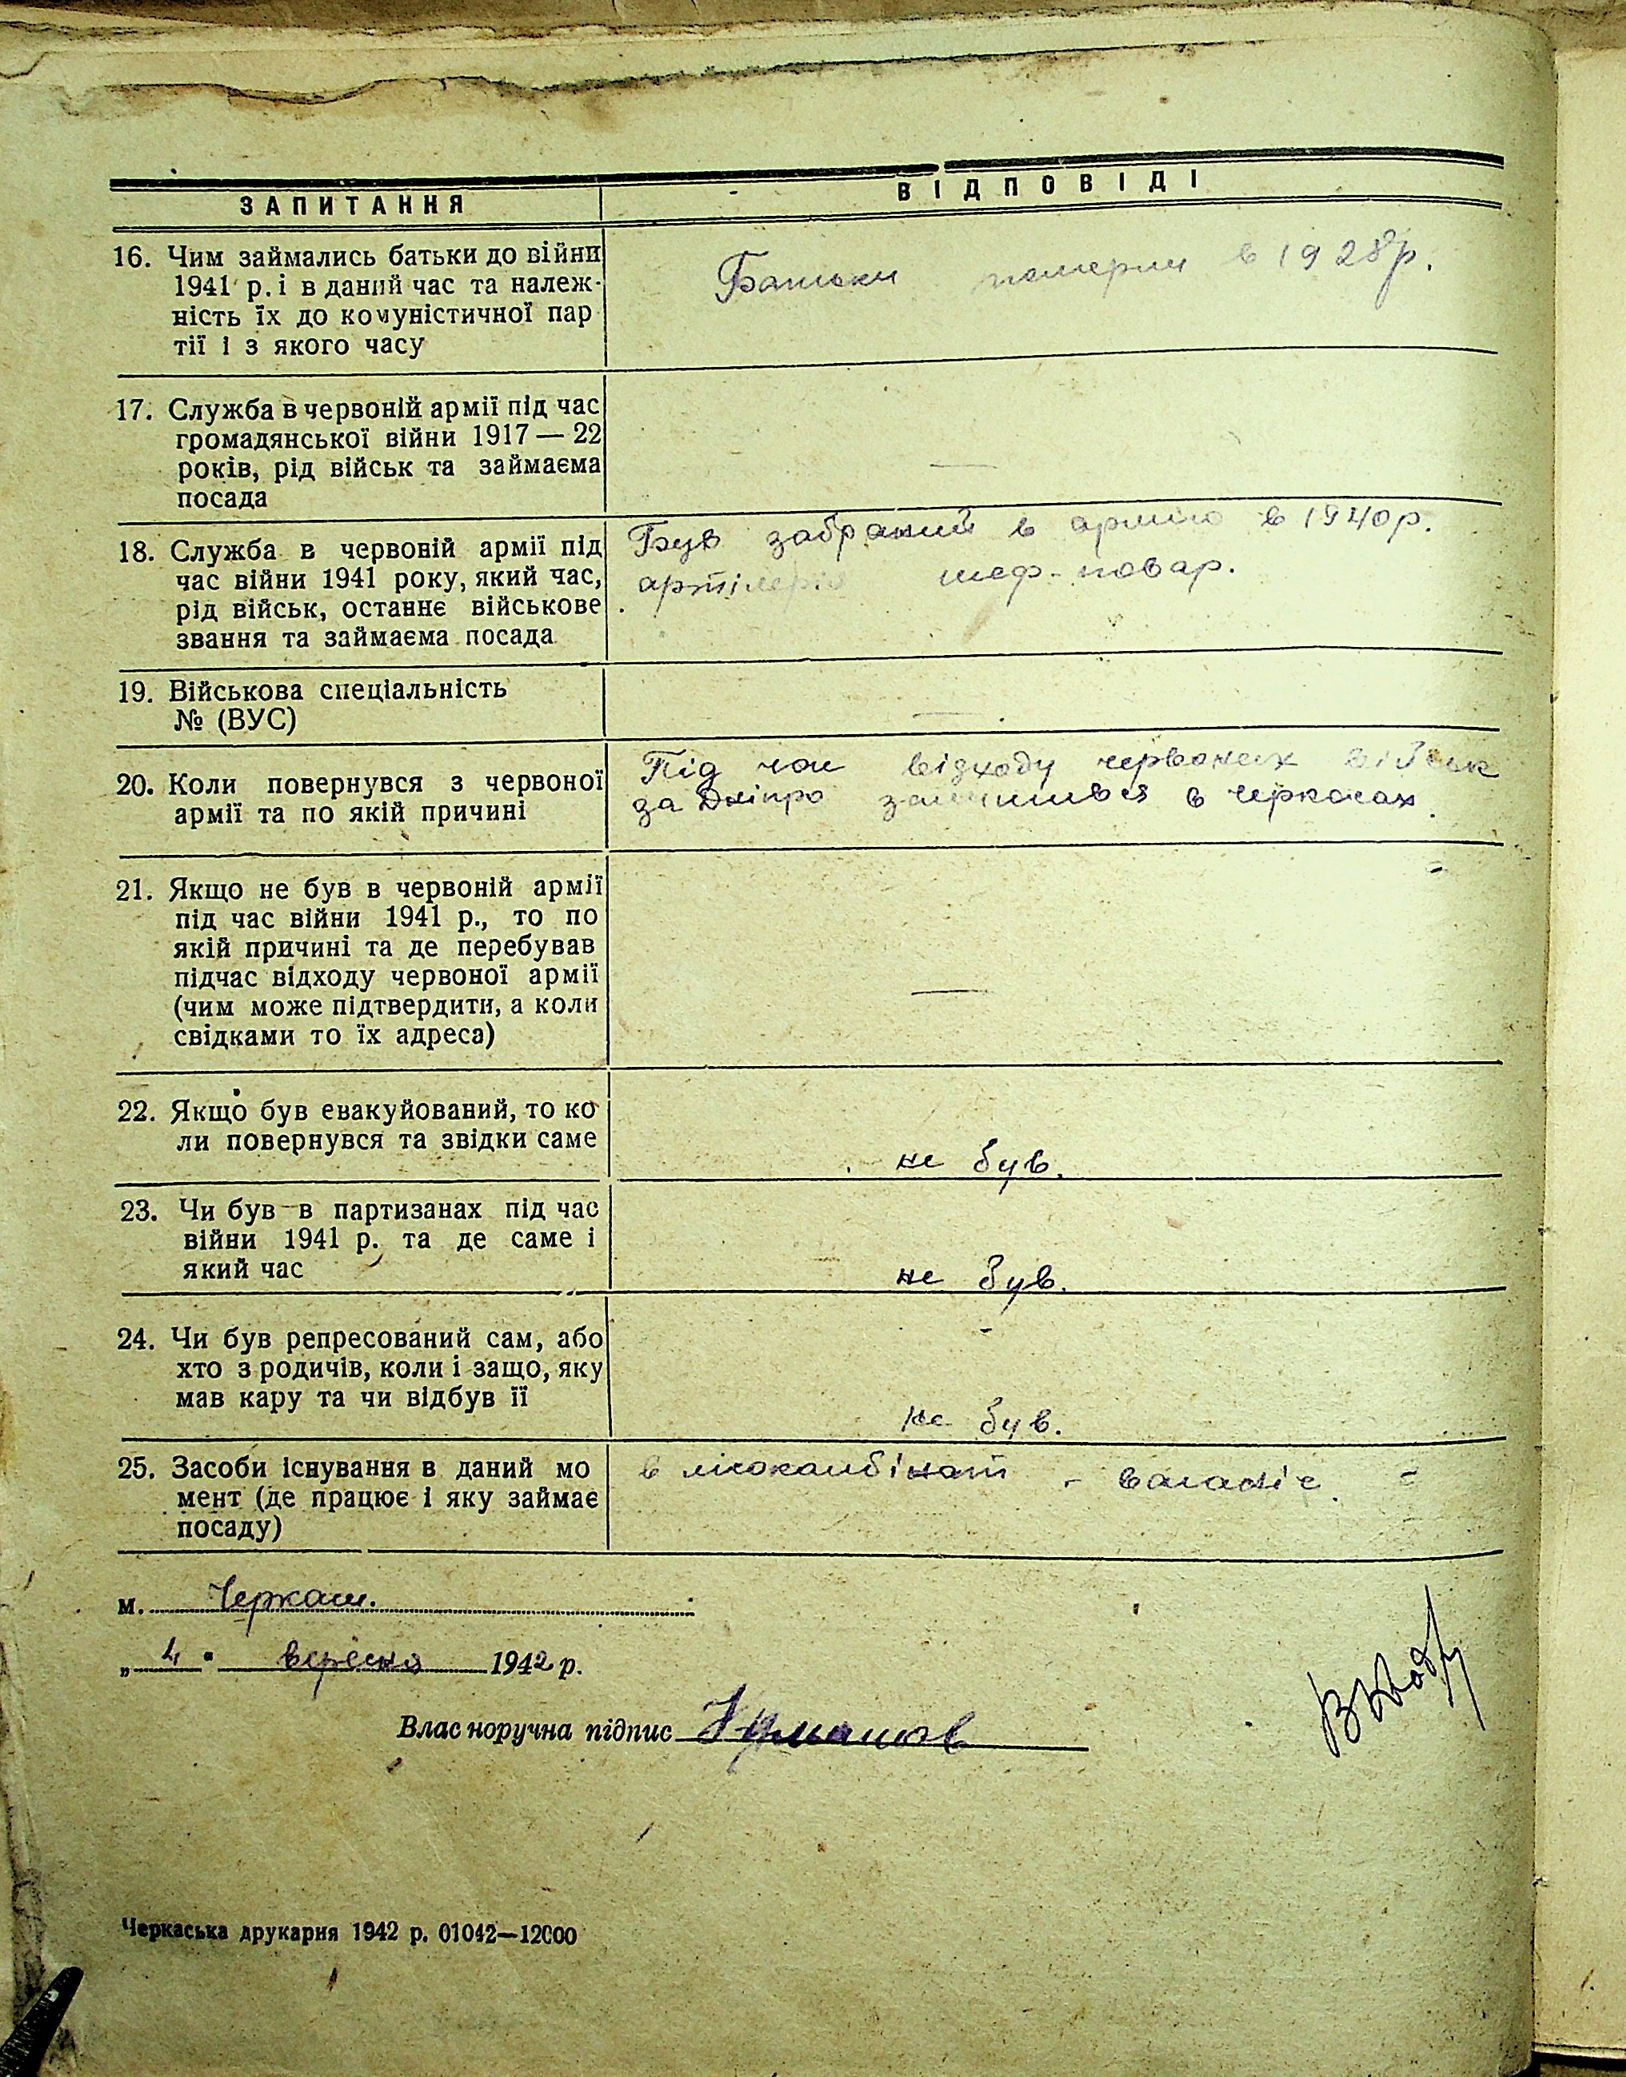 ЗАПИТАННЯ
ВІДПОВІДІ
16. Чим займались батьки до війни
1941 р. і в даний час та належ-
ність їх до комуністичної пар
тії і з якого часу
Батьки померли в 1928р.
17. Служба в червоній армії під час
громадянської війни 1917 — 22
років, рід військ та займаєма
посада
—
18. Служба в червоній армії під
час війни 1941 року, який час,
рід військ, останнє військове
звання та займаєма посада
Був забраний в армію в 1940р.
артілерія шеф-повар.
19. Військова спеціальність
№ (ВУС)
—
20. Коли повернувся з червоної
армії та по якій причині
Під час відходу червоних військ
за Дніпро залишився в Черкасах.
21. Якщо не був в червоній армії
під час війни 1941 р., то по
якій причині та де перебував
підчас відходу червоної армії
(чим може підтвердити, а коли
свідками то їх адреса)
—
22. Якщо був евакуйований, то ко
ли повернувся та звідки саме
не був.
23. Чи був в партизанах під час
війни 1941 р. та де саме і
який час
не був.
24. Чи був репресований сам, або
хто з родичів, коли і защо, яку
мав кару та чи відбув її
не був.
25. Засоби існування в даний мо
мент (де працює і яку займає
посаду)
в лісокомбінат -
м. Черкаси.
„ 4 " вересня 1942 р.
Власноручна підпис
Черкаська друкарня 1942 р. 01042—12000